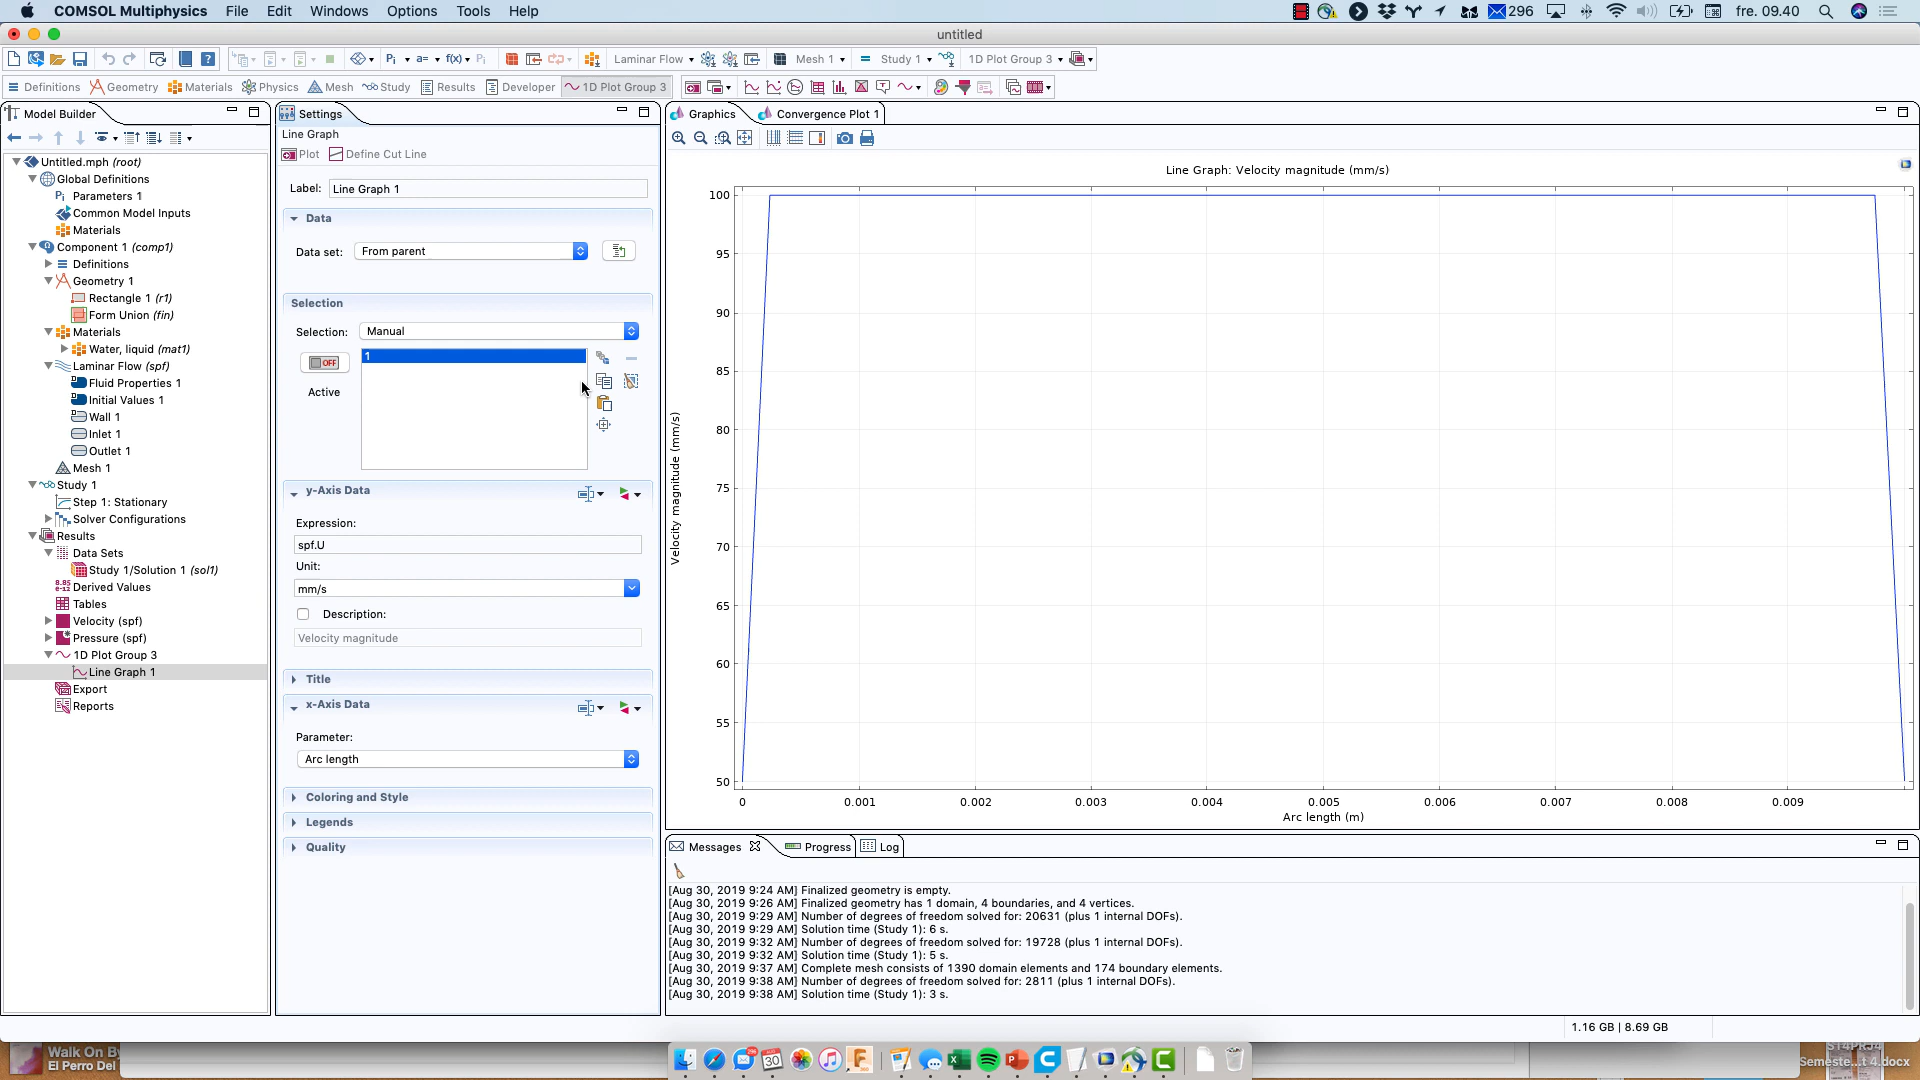 COMSOL Multiphysics File Edit Windows Options Tools Help 296 fre. 09.40
untitled
Laminar Flow Mesh 1 Study 1 1D Plot Group 3
Definitions Geometry Materials Physics Mesh Study Results Developer 1D Plot Group 3
Model Builder
Untitled.mph (root)
Global Definitions
Parameters 1
Common Model Inputs
Materials
Component 1 (comp1)
Definitions
Geometry 1
Rectangle 1 (r1)
Form Union (fin)
Materials
Water, liquid (mat1)
Laminar Flow (spf)
Fluid Properties 1
Initial Values 1
Wall 1
Inlet 1
Outlet 1
Mesh 1
Study 1
Step 1: Stationary
Solver Configurations
Results
Data Sets
Study 1/Solution 1 (sol1)
Derived Values
Tables
Velocity (spf)
Pressure (spf)
1D Plot Group 3
Line Graph 1
Export
Reports
Settings
Line Graph
Plot Define Cut Line
Label: Line Graph 1
Data
Data set: From parent
Selection
Selection: Manual
OFF
Active
1
y-Axis Data
Expression:
spf.U
Unit:
mm/s
Description:
Velocity magnitude
Title
x-Axis Data
Parameter:
Arc length
Coloring and Style
Legends
Quality
Graphics Convergence Plot 1
Line Graph: Velocity magnitude (mm/s)
100
95
90
85
80
75
70
65
60
55
50
Velocity magnitude (mm/s)
0 0.001 0.002 0.003 0.004 0.005 0.006 0.007 0.008 0.009
Arc length (m)
Messages Progress Log
[Aug 30, 2019 9:24 AM] Finalized geometry is empty.
[Aug 30, 2019 9:26 AM] Finalized geometry has 1 domain, 4 boundaries, and 4 vertices.
[Aug 30, 2019 9:29 AM] Number of degrees of freedom solved for: 20631 (plus 1 internal DOFs).
[Aug 30, 2019 9:29 AM] Solution time (Study 1): 6 s.
[Aug 30, 2019 9:32 AM] Number of degrees of freedom solved for: 19728 (plus 1 internal DOFs).
[Aug 30, 2019 9:32 AM] Solution time (Study 1): 5 s.
[Aug 30, 2019 9:37 AM] Complete mesh consists of 1390 domain elements and 174 boundary elements.
[Aug 30, 2019 9:38 AM] Number of degrees of freedom solved for: 2811 (plus 1 internal DOFs).
[Aug 30, 2019 9:38 AM] Solution time (Study 1): 3 s.
1.16 GB | 8.69 GB
Walk On By
El Perro Del
Semeste...t 4.docx